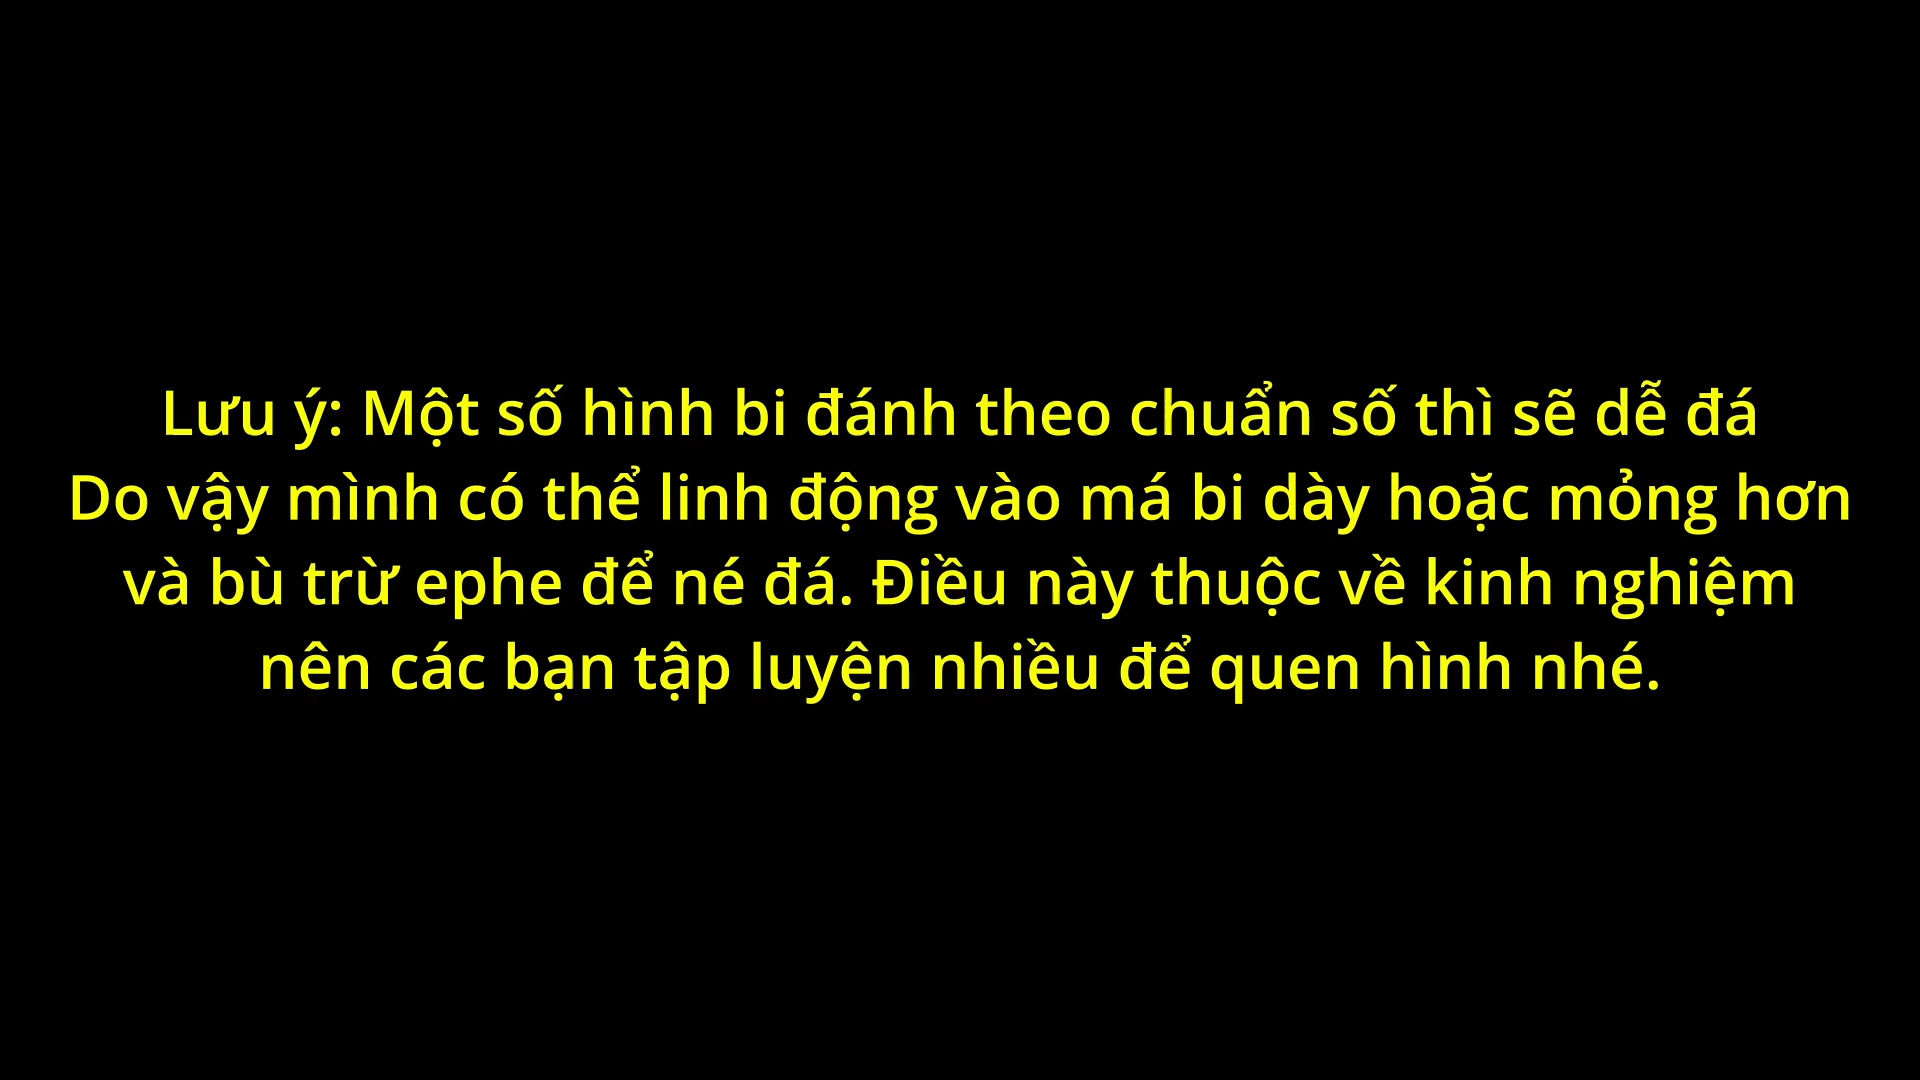 Lưu ý: Một số hình bi đánh theo chuẩn số thì sẽ dễ đá
Do vậy mình có thể linh động vào má bi dày hoặc mỏng hơn
và bù trừ ephe để né đá. Điều này thuộc về kinh nghiệm
nên các bạn tập luyện nhiều để quen hình nhé.